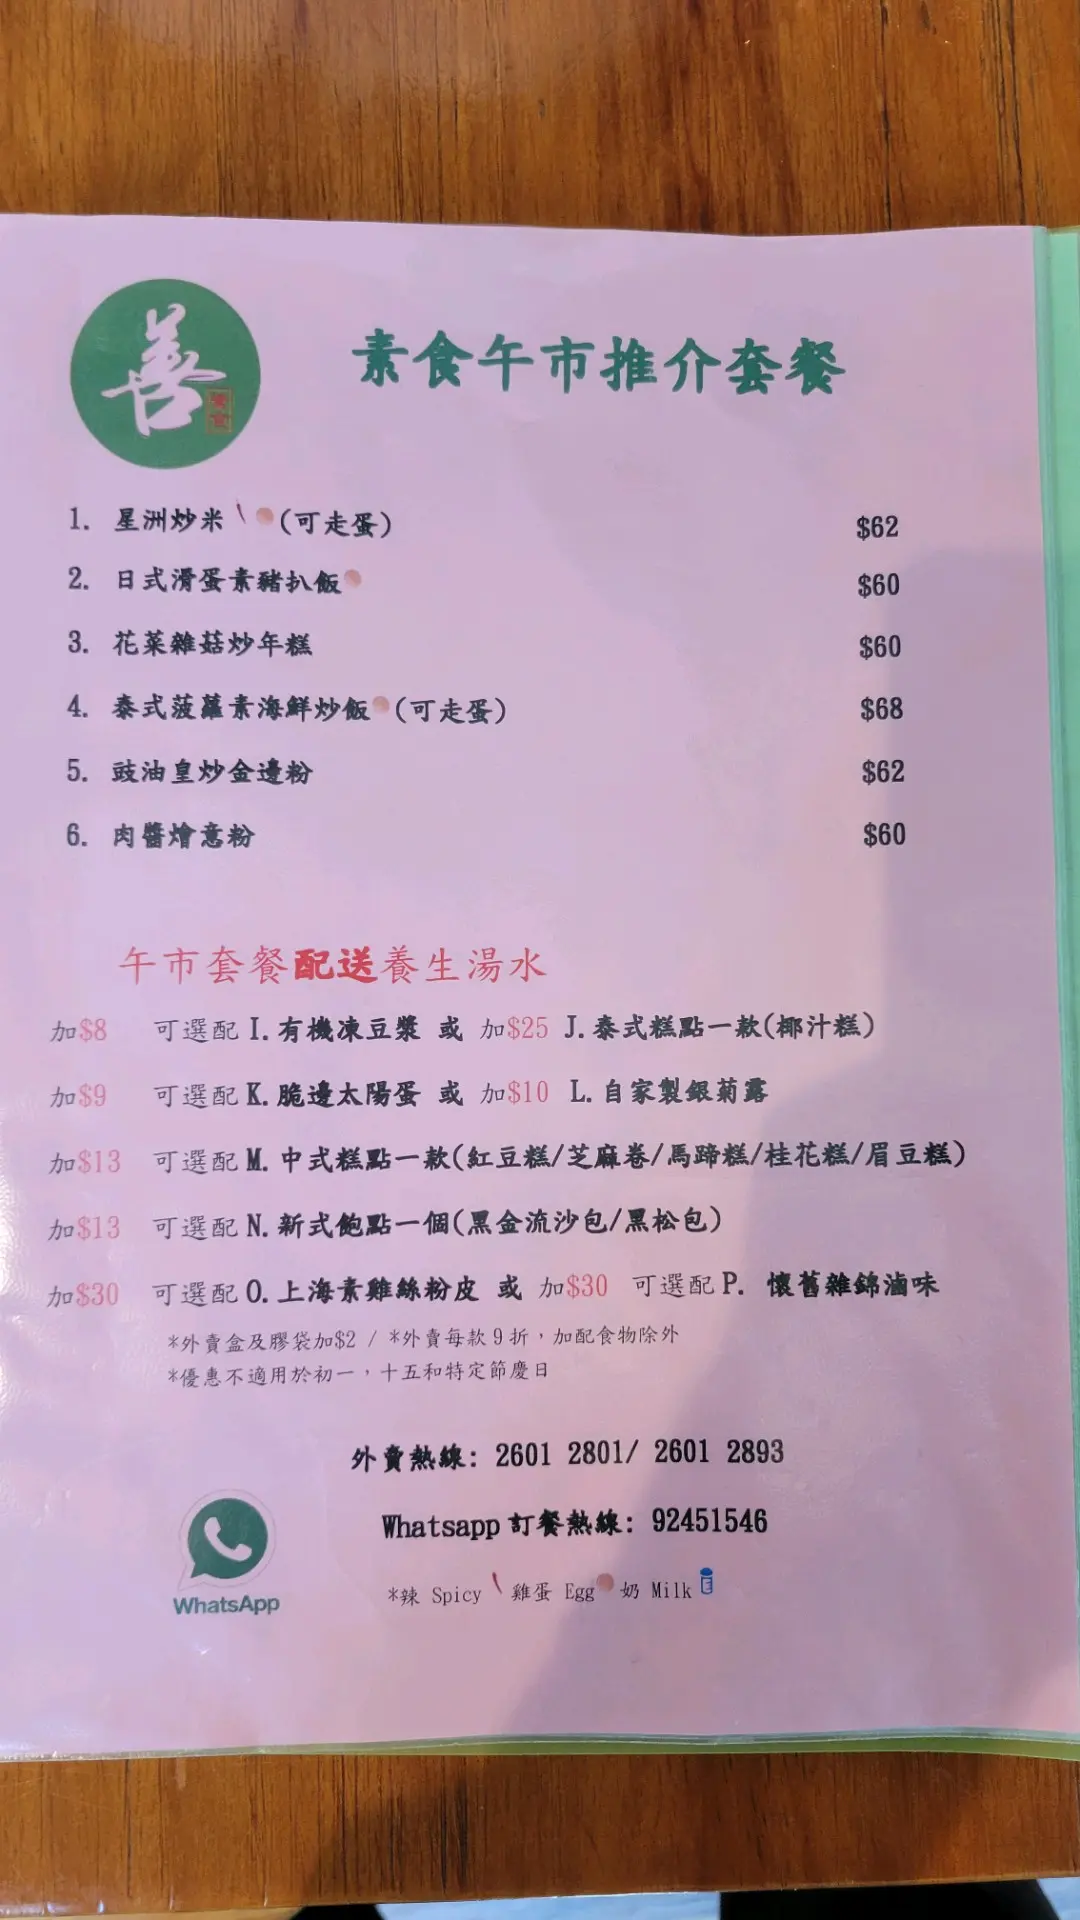 善
素食午市推介套餐
1. 星洲炒米 (可走蛋) $62
2. 日式滑蛋素豬扒飯 $60
3. 花菜雜菇炒年糕 $60
4. 泰式菠蘿素海鮮炒飯 (可走蛋) $68
5. 豉油皇炒金邊粉 $62
6. 肉醬燴意粉 $60
午市套餐配送養生湯水
加$8 可選配 I. 有機凍豆漿 或 加$25 J. 泰式糕點一款(椰汁糕)
加$9 可選配 K. 脆邊太陽蛋 或 加$10 L. 自家製銀菊露
加$13 可選配 M. 中式糕點一款(紅豆糕/芝麻卷/馬蹄糕/桂花糕/眉豆糕)
加$13 可選配 N. 新式飽點一個(黑金流沙包/黑松包)
加$30 可選配 O. 上海素雞絲粉皮 或 加$30 可選配 P. 懷舊雜錦滷味
*外賣盒及膠袋加$2 / *外賣每款9折，加配食物除外
*優惠不適用於初一，十五和特定節慶日
外賣熱線: 2601 2801/ 2601 2893
Whatsapp 訂餐熱線: 92451546
WhatsApp
*辣 Spicy 雞蛋 Egg 奶 Milk